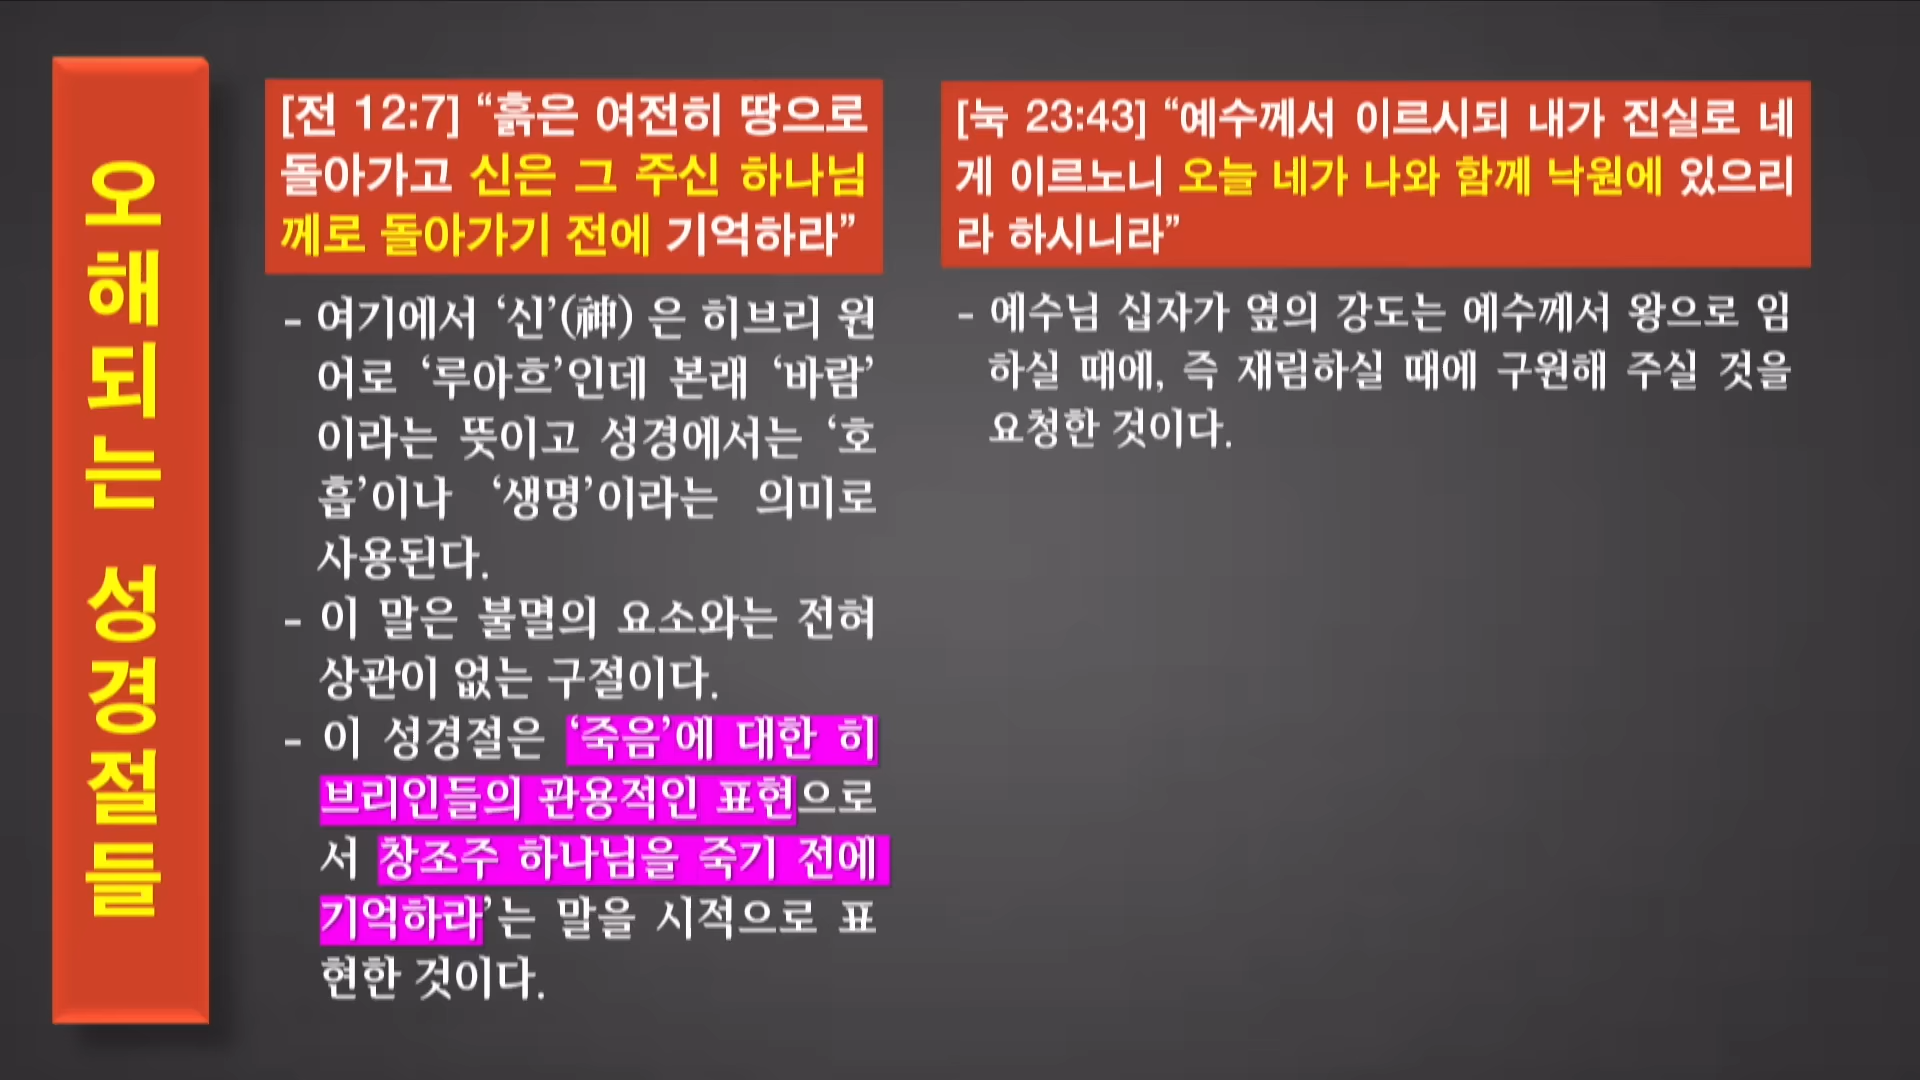 오해되는 성경절들
[전 12:7] “흙은 여전히 땅으로
돌아가고 신은 그 주신 하나님
께로 돌아가기 전에 기억하라”
- 여기에서 ‘신’(神) 은 히브리 원
어로 ‘루아흐’인데 본래 ‘바람’
이라는 뜻이고 성경에서는 ‘호
흡’이나 ‘생명’이라는 의미로
사용된다.
- 이 말은 불멸의 요소와는 전혀
상관이 없는 구절이다.
- 이 성경절은 ‘죽음’에 대한 히
브리인들의 관용적인 표현으로
서 창조주 하나님을 죽기 전에
기억하라’는 말을 시적으로 표
현한 것이다.
[눅 23:43] “예수께서 이르시되 내가 진실로 네
게 이르노니 오늘 네가 나와 함께 낙원에 있으리
라 하시니라”
- 예수님 십자가 옆의 강도는 예수께서 왕으로 임
하실 때에, 즉 재림하실 때에 구원해 주실 것을
요청한 것이다.